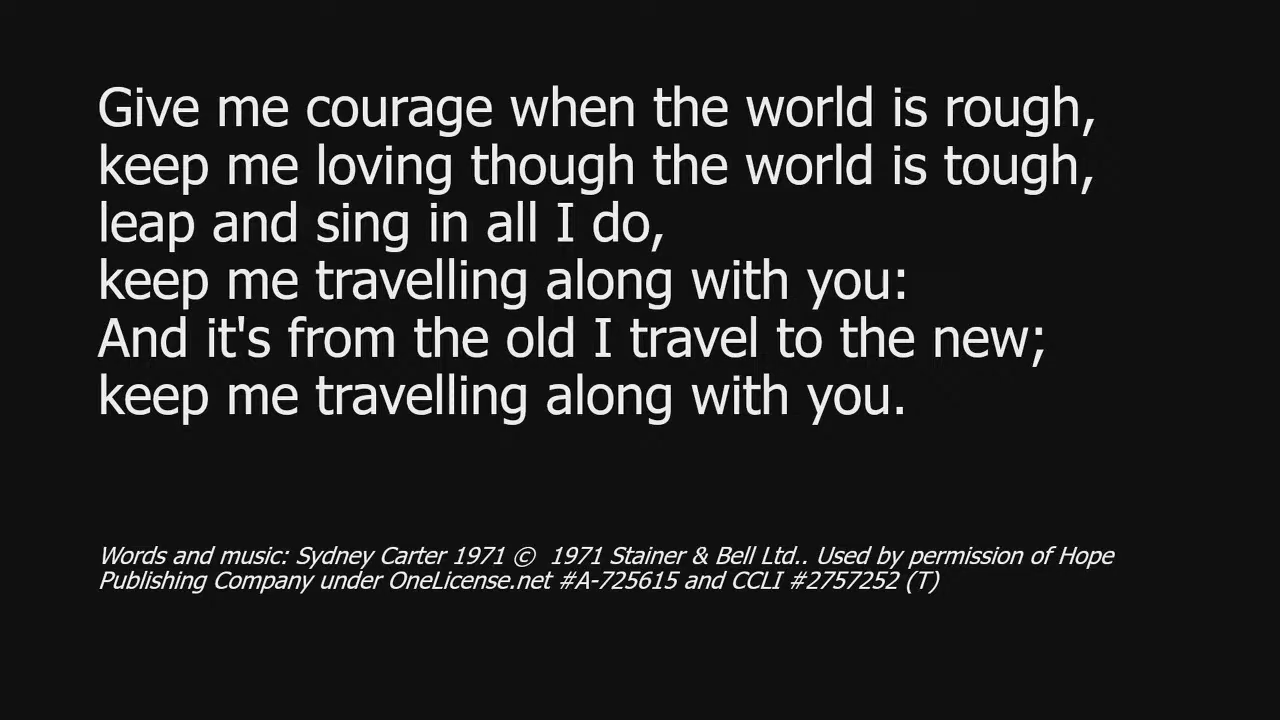 Give me courage when the world is rough,
keep me loving though the world is tough,
leap and sing in all I do,
keep me travelling along with you:
And it's from the old I travel to the new;
keep me travelling along with you.
Words and music: Sydney Carter 1971 ©  1971 Stainer & Bell Ltd.. Used by permission of Hope
Publishing Company under OneLicense.net #A-725615 and CCLI #2757252 (T)